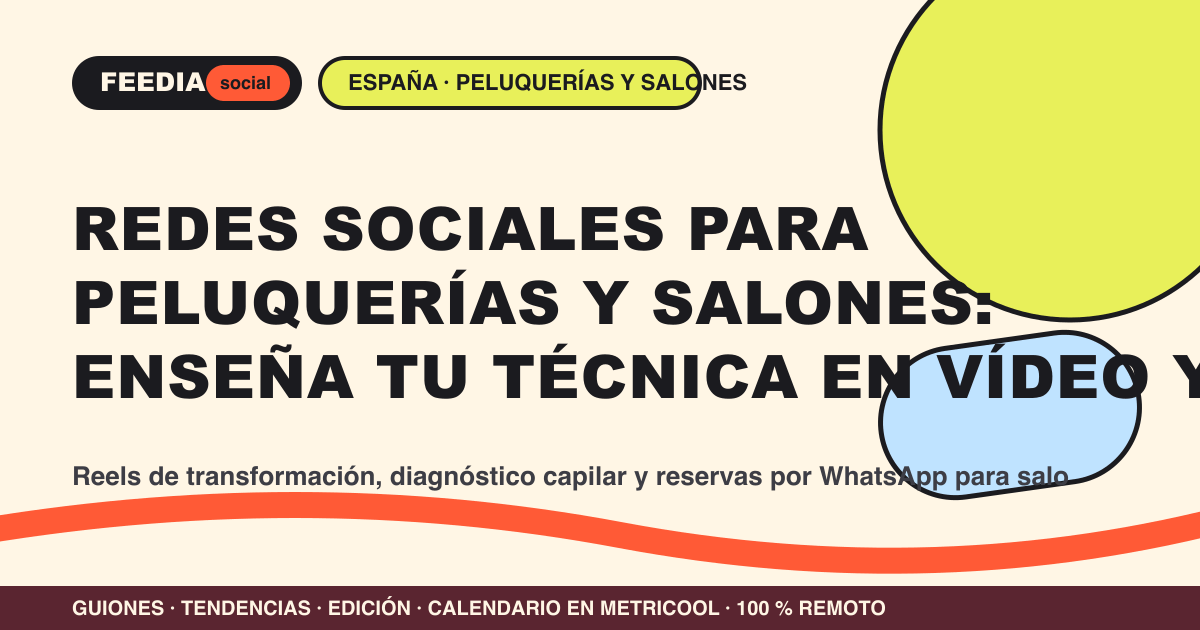 FEEDIA social
ESPAÑA · PELUQUERÍAS Y SALONES
REDES SOCIALES PARA
PELUQUERÍAS Y SALONES:
ENSEÑA TU TÉCNICA EN VÍDEO Y
Reels de transformación, diagnóstico capilar y reservas por WhatsApp para salo
GUIONES · TENDENCIAS · EDICIÓN · CALENDARIO EN METRICOOL · 100 % REMOTO